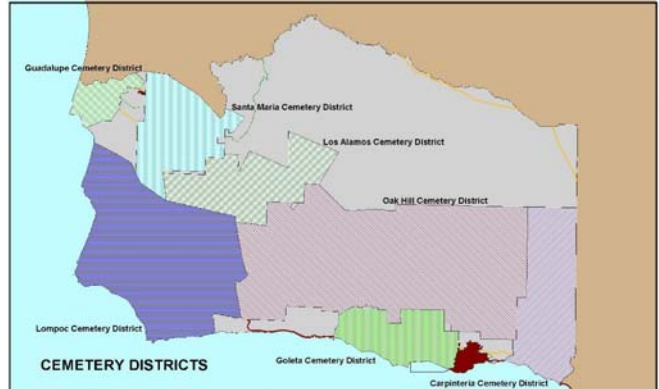 Guadalupe Cemetery District
Santa Maria Cemetery District
Los Alamos Cemetery District
Oak Hill Cemetery District
Lompoc Cemetery District
Goleta Cemetery District
CEMETERY DISTRICTS
Carpinteria Cemetery District